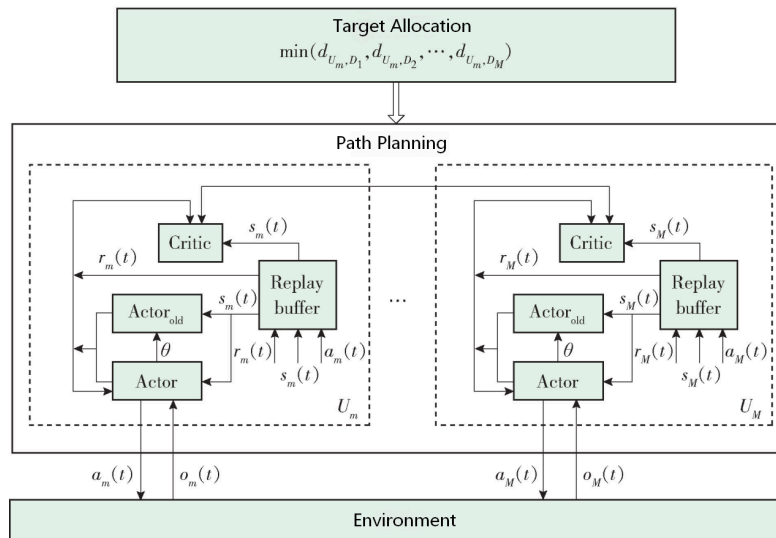 Target Allocation
min(d_{U_m,D_1}, d_{U_m,D_2}, ⋯, d_{U_m,D_M})
Path Planning
Critic
s_m(t)
r_m(t)
Replay
buffer
Actor_old
s_m(t)
θ
r_m(t)
a_m(t)
s_m(t)
Actor
U_m
…
Critic
s_M(t)
r_M(t)
Replay
buffer
Actor_old
s_M(t)
θ
r_M(t)
a_M(t)
s_M(t)
Actor
U_M
a_m(t)
o_m(t)
a_M(t)
o_M(t)
Environment